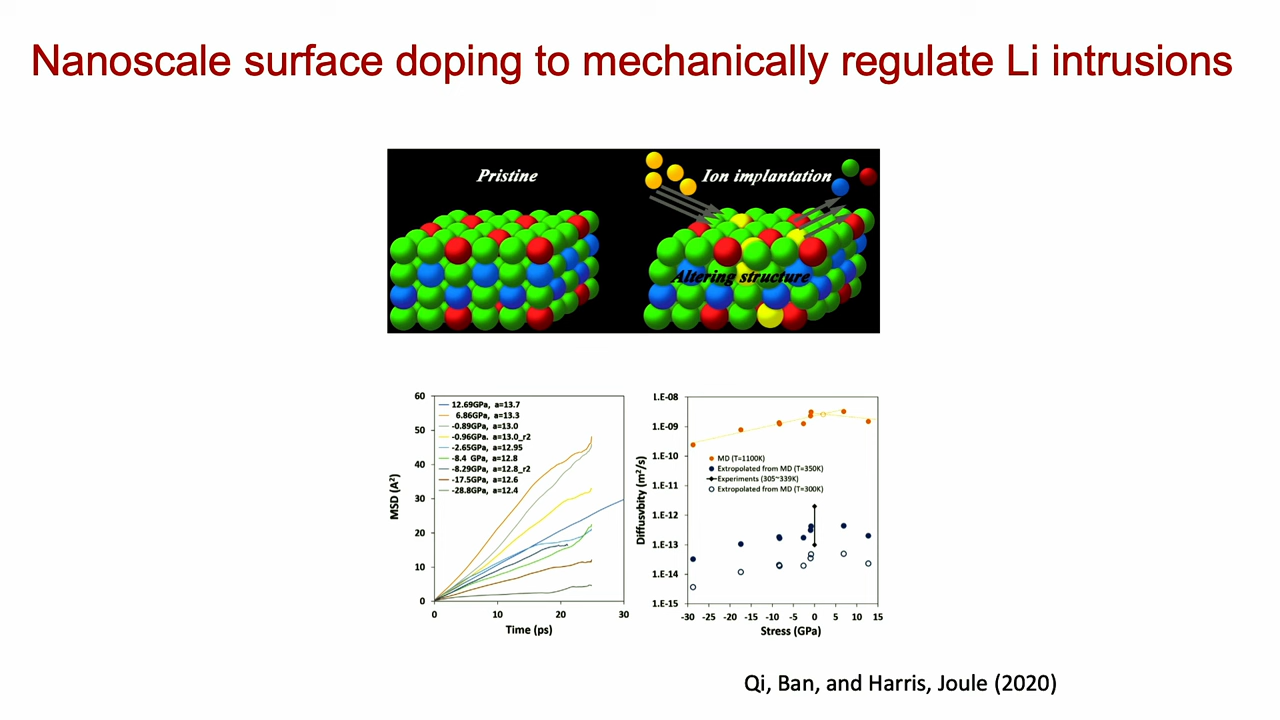 Nanoscale surface doping to mechanically regulate Li intrusions
Pristine
Ion implantation
Altering structure
60
50
40
30
20
10
0
MSD (A²)
12.69GPa, a=13.7
6.86GPa, a=13.3
-0.89GPa, a=13.0
-0.96GPa. a=13.0_r2
-2.65GPa, a=12.95
-8.4 GPa, a=12.8
-8.29GPa, a=12.8_r2
-17.5GPa, a=12.6
-28.8GPa, a=12.4
0 10 20 30
Time (ps)
1.E-08
1.E-09
1.E-10
1.E-11
1.E-12
1.E-13
1.E-14
1.E-15
Diffusvbity (m²/s)
MD (T=1100K)
Extropolated from MD (T=350K)
Experiments (305~339K)
Extropolated from MD (T=300K)
-30 -25 -20 -15 -10 -5 0 5 10 15
Stress (GPa)
Qi, Ban, and Harris, Joule (2020)